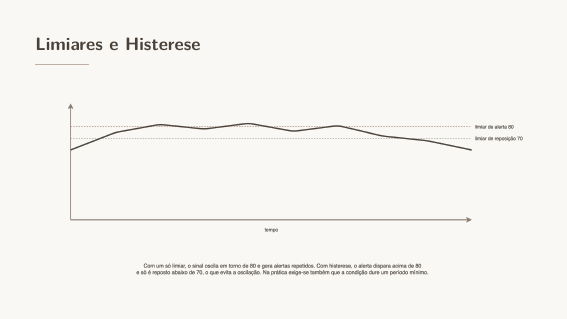 Limiares e Histerese
limiar de alerta 80
limiar de reposição 70
tempo
Com um só limiar, o sinal oscila em torno de 80 e gera alertas repetidos. Com histerese, o alerta dispara acima de 80
e só é reposto abaixo de 70, o que evita a oscilação. Na prática exige-se também que a condição dure um período mínimo.